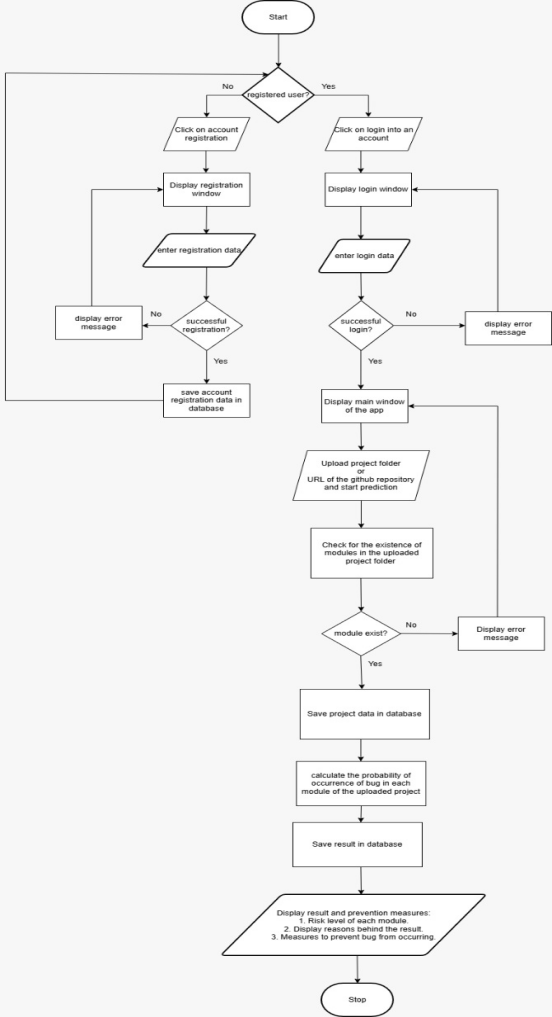 Start
registered user?
No
Yes
Click on account
registration
Click on login into an
account
Display registration
window
Display login window
enter registration data
enter login data
display error
message
No
successful
registration?
successful
login?
No
display error
message
Yes
Yes
save account
registration data in
database
Display main window
of the app
Upload project folder
or
URL of the github repository
and start prediction
Check for the existence of
modules in the uploaded
project folder
module exist?
No
Display error
message
Yes
Save project data in database
calculate the probability of
occurrence of bug in each
module of the uploaded project
Save result in database
Display result and prevention measures:
1. Risk level of each module.
2. Display reasons behind the result.
3. Measures to prevent bug from occurring.
Stop